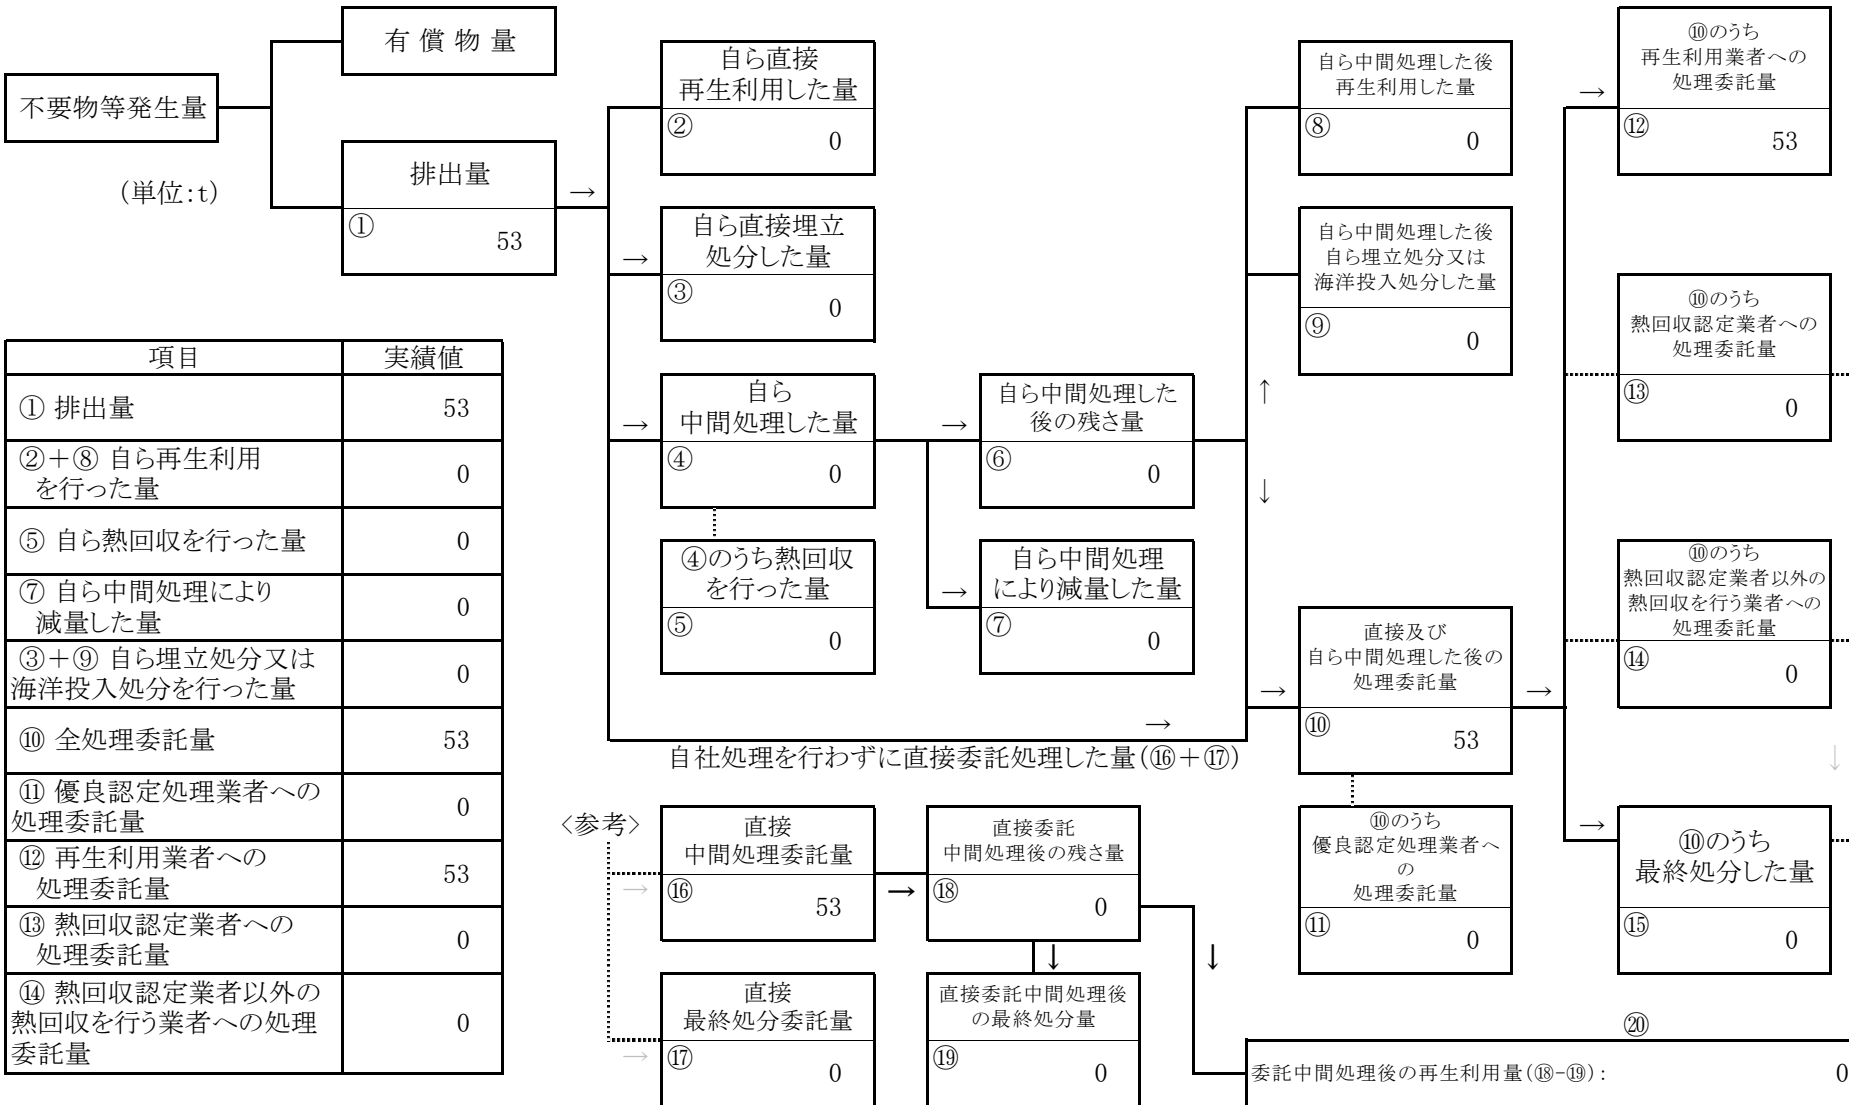 有 償 物 量
不要物等発生量
(単位:t)
排出量
→
①
53
自ら直接
再生利用した量
②
0
→
自ら直接埋立
処分した量
③
0
→
自ら
中間処理した量
④
0
④のうち熱回収
を行った量
⑤
0
→
自ら中間処理した
後の残さ量
⑥
0
→
自ら中間処理
により減量した量
⑦
0
↑
↓
自ら中間処理した後
再生利用した量
⑧
0
自ら中間処理した後
自ら埋立処分又は
海洋投入処分した量
⑨
0
→
自社処理を行わずに直接委託処理した量(⑯+⑰)
→
直接及び
自ら中間処理した後の
処理委託量
⑩
53
→
⑩のうち
優良認定処理業者へ
の
処理委託量
⑪
0
→
⑩のうち
再生利用業者への
処理委託量
⑫
53
⑩のうち
熱回収認定業者への
処理委託量
⑬
0
⑩のうち
熱回収認定業者以外の
熱回収を行う業者への
処理委託量
⑭
0
↓
→
⑩のうち
最終処分した量
⑮
0
項目 実績値
① 排出量 53
②+⑧ 自ら再生利用
を行った量 0
⑤ 自ら熱回収を行った量 0
⑦ 自ら中間処理により
減量した量 0
③+⑨ 自ら埋立処分又は
海洋投入処分を行った量 0
⑩ 全処理委託量 53
⑪ 優良認定処理業者への
処理委託量 0
⑫ 再生利用業者への
処理委託量 53
⑬ 熱回収認定業者への
処理委託量 0
⑭ 熱回収認定業者以外の
熱回収を行う業者への処理
委託量 0
〈参考〉
→
直接
中間処理委託量
⑯
53
→
直接
最終処分委託量
⑰
0
→
直接委託
中間処理後の残さ量
⑱
0
↓
直接委託中間処理後
の最終処分量
⑲
0
↓
⑳
委託中間処理後の再生利用量(⑱-⑲): 0